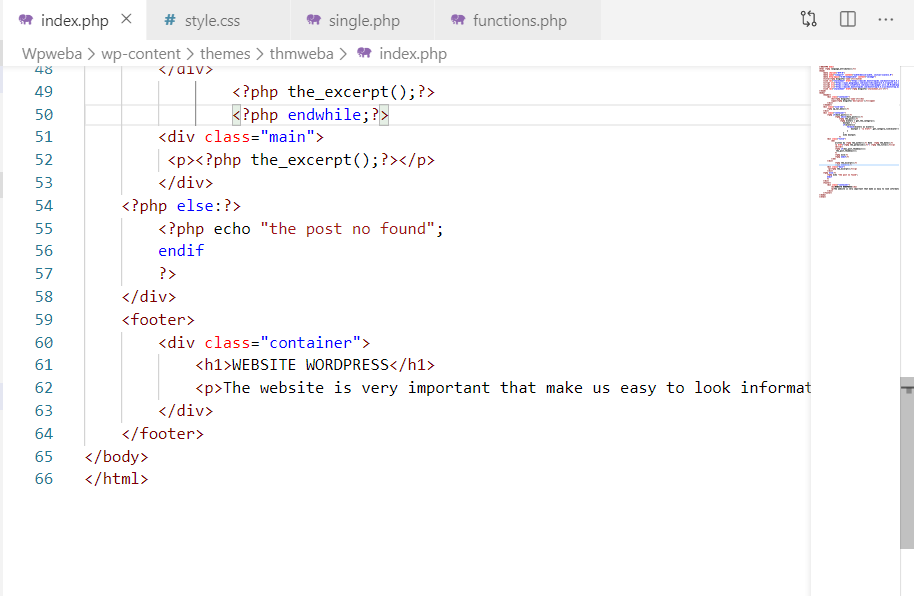 index.php
style.css
single.php
functions.php
Wpweba > wp-content > themes > thmweba > index.php
48 </div>
49 <?php the_excerpt();?>
50 <?php endwhile;?>
51 <div class="main">
52 <p><?php the_excerpt();?></p>
53 </div>
54 <?php else:?>
55 <?php echo "the post no found";
56 endif
57 ?>
58 </div>
59 <footer>
60 <div class="container">
61 <h1>WEBSITE WORDPRESS</h1>
62 <p>The website is very important that make us easy to look informat
63 </div>
64 </footer>
65 </body>
66 </html>